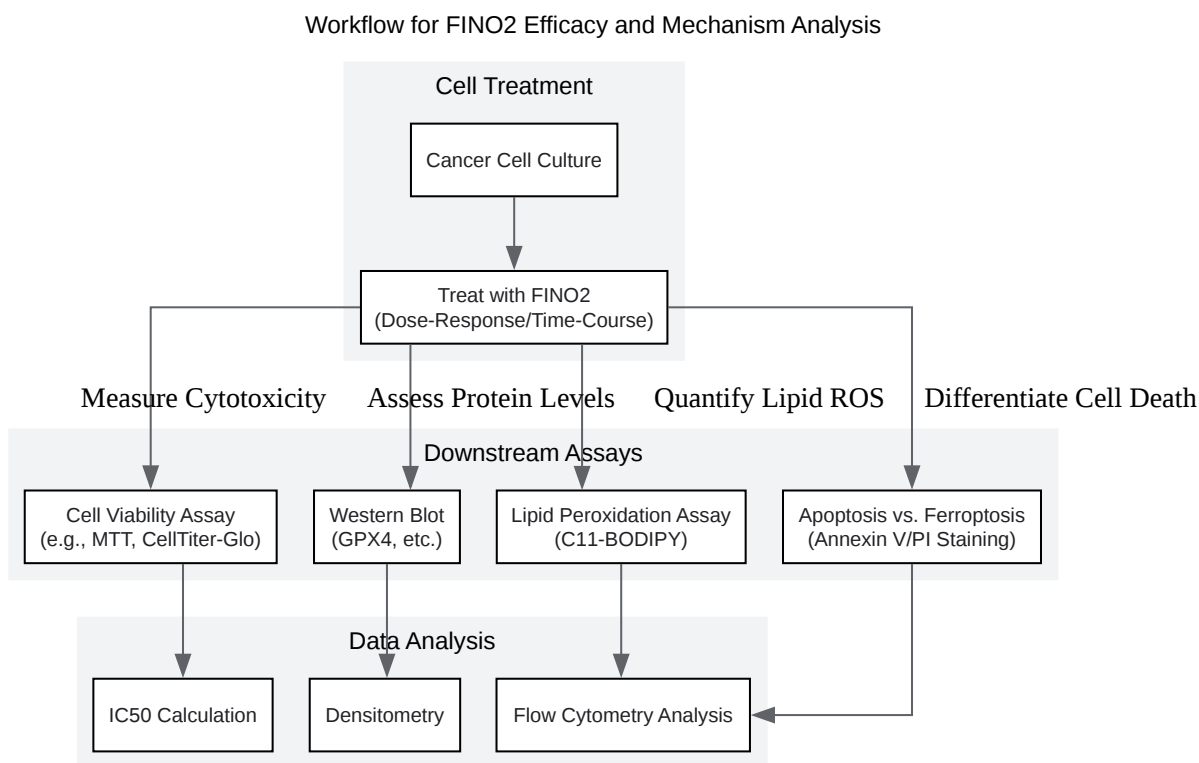 Workflow for FINO2 Efficacy and Mechanism Analysis
Cell Treatment
Cancer Cell Culture
Treat with FINO2
(Dose-Response/Time-Course)
Measure Cytotoxicity
Assess Protein Levels
Quantify Lipid ROS
Differentiate Cell Death
Downstream Assays
Cell Viability Assay
(e.g., MTT, CellTiter-Glo)
Western Blot
(GPX4, etc.)
Lipid Peroxidation Assay
(C11-BODIPY)
Apoptosis vs. Ferroptosis
(Annexin V/PI Staining)
Data Analysis
IC50 Calculation
Densitometry
Flow Cytometry Analysis